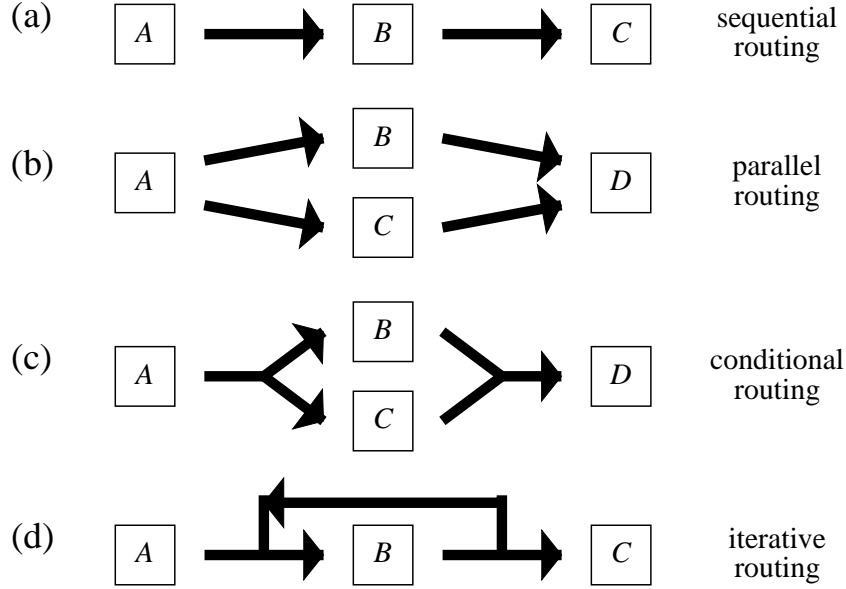 (a) A B C sequential
routing
B
(b) A D parallel
routing
C
B
(c) A D conditional
routing
C
(d) A B C iterative
routing